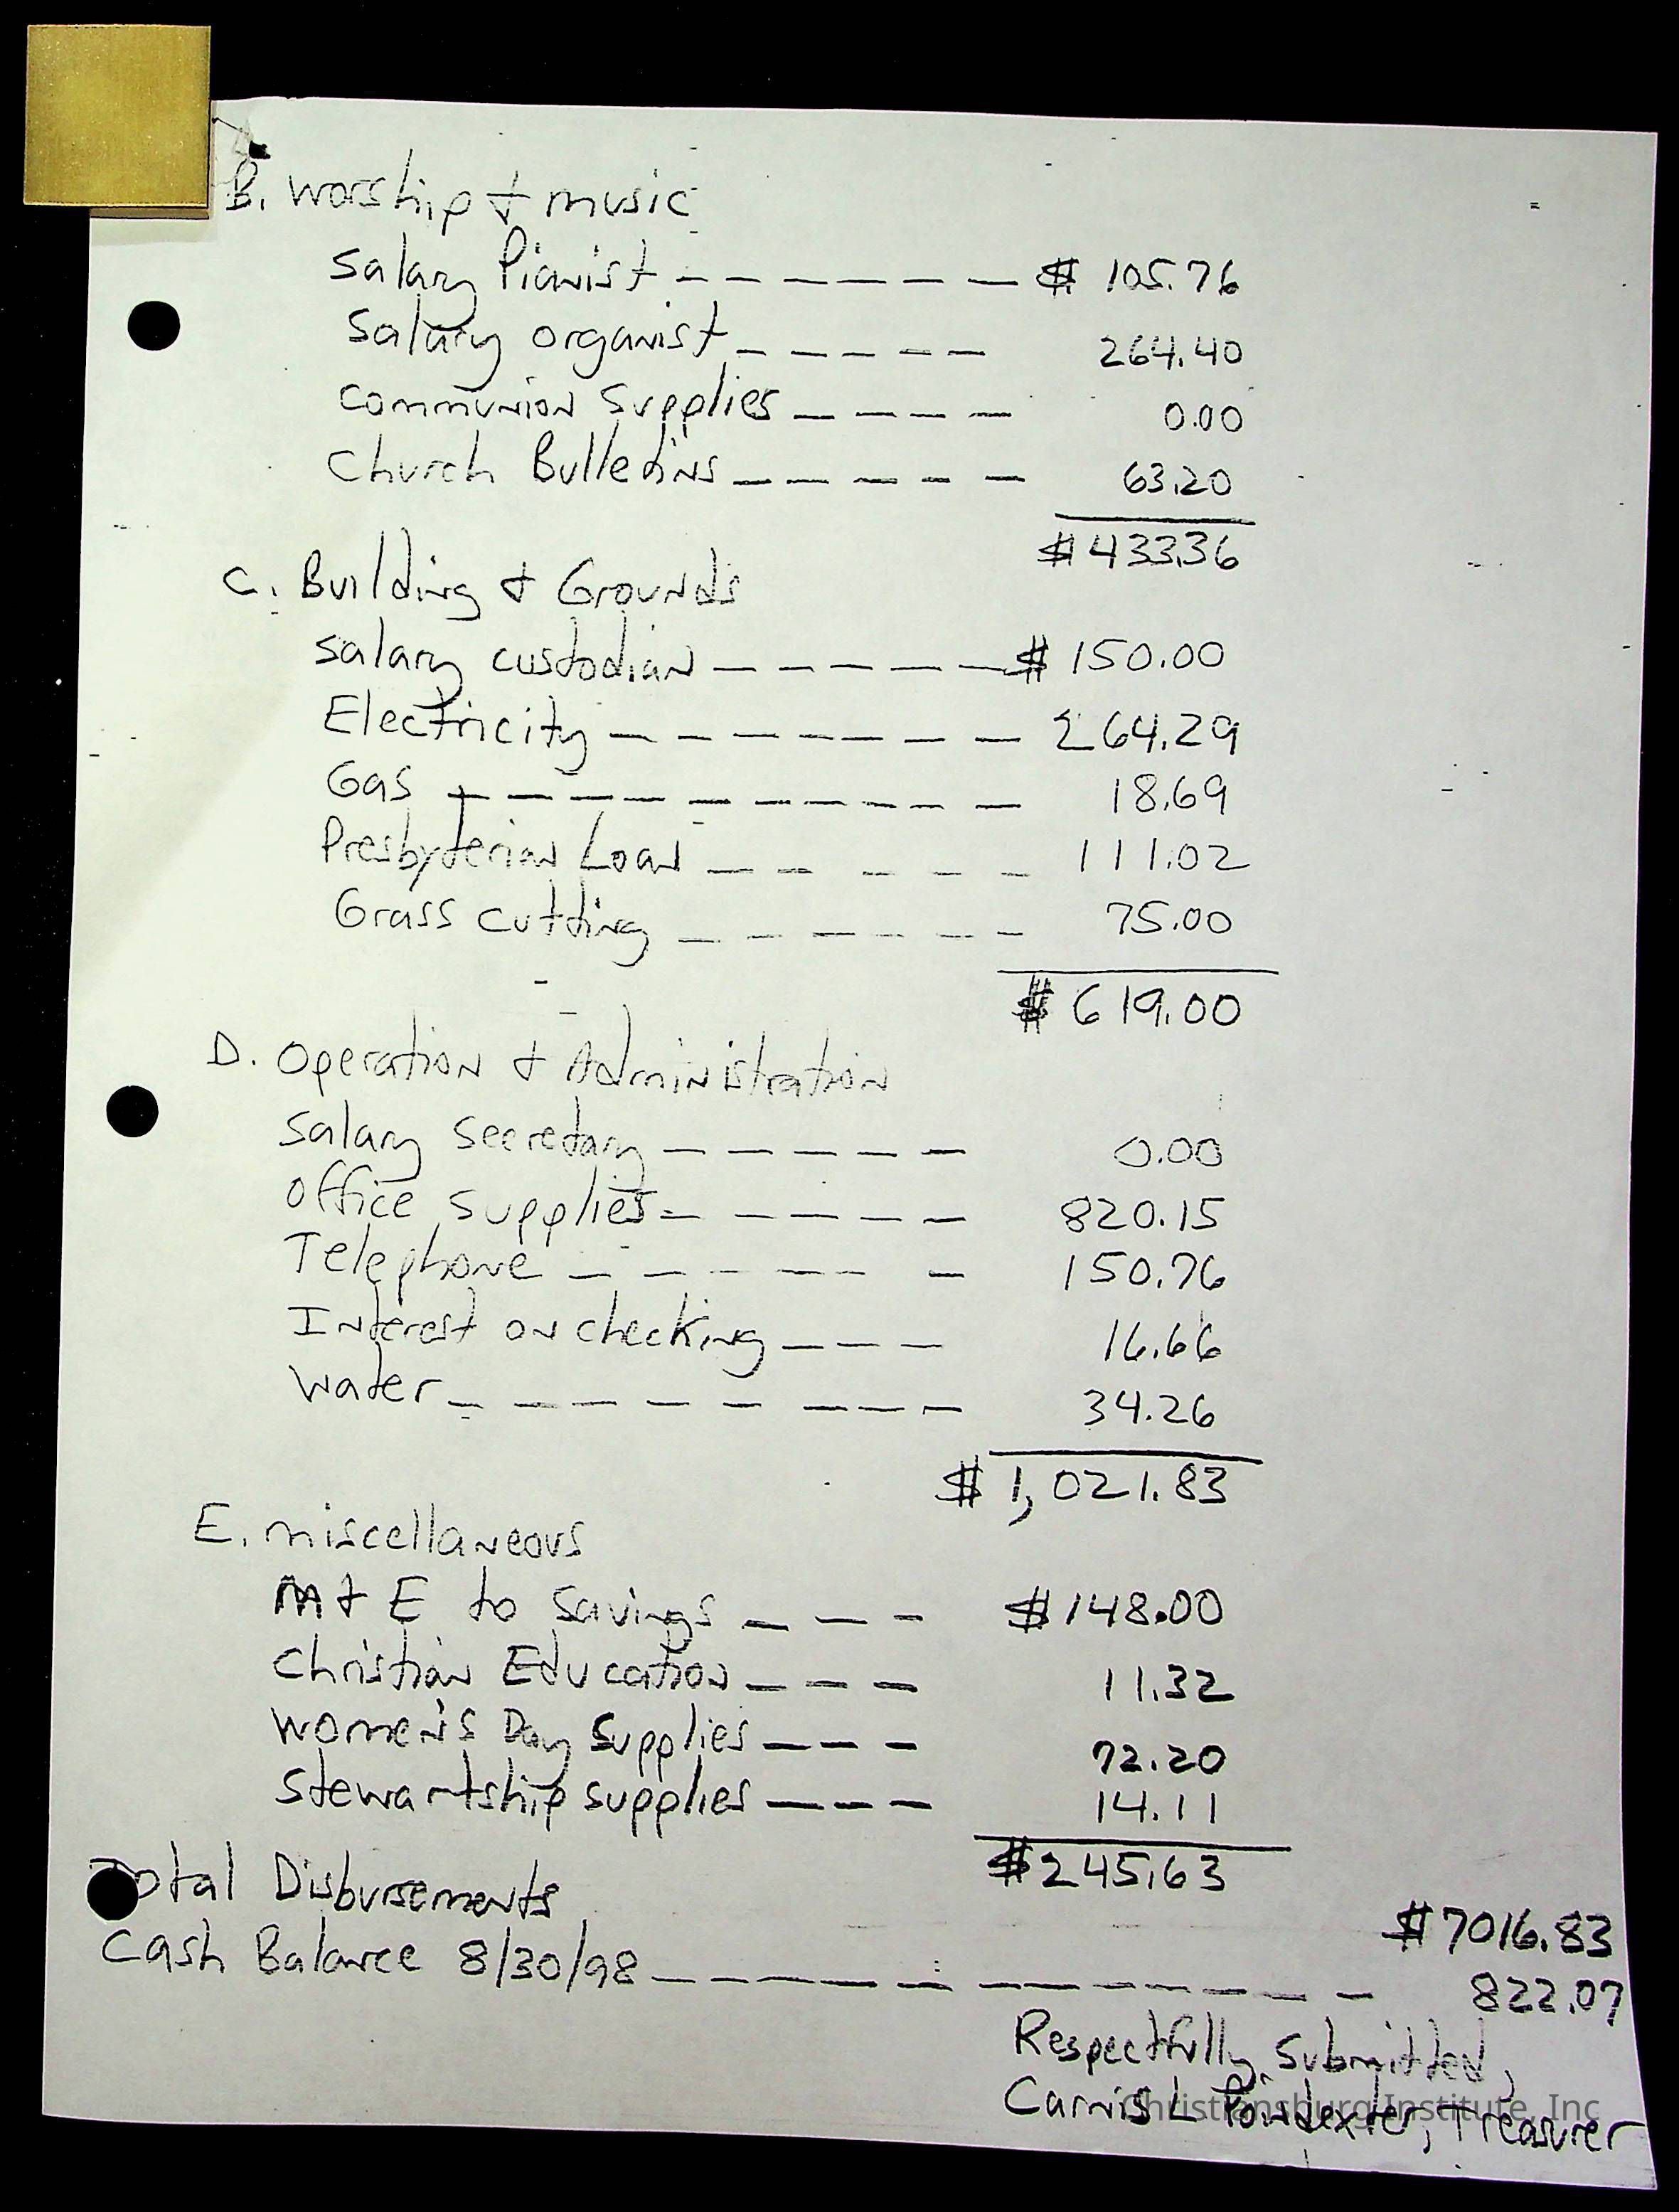 B. Worship + music
Salary Pianist - - - - - - - $ 105.76
Salary organist - - - - - 264.40
Communion Supplies - - - - 0.00
Church Bulletins - - - - - 63.20
$ 433.36
C. Building + Grounds
Salary custodian - - - - - $ 150.00
Electricity - - - - - - - 264.29
Gas - - - - - - - - - - 18.69
Presbyterian Loan - - - - - 111.02
Grass cutting - - - - - - 75.00
$ 619.00
D. Operation + Administration
Salary Secretary - - - - - 0.00
Office Supplies - - - - - 820.15
Telephone - - - - - - 150.76
Interest on checking - - - 16.66
Water - - - - - - - - 34.26
$ 1,021.83
E. miscellaneous
M + E to Savings - - - $ 148.00
Christian Education - - - 11.32
Women's Day Supplies - - - 72.20
Stewartship supplies - - - 14.11
$ 245.63
Total Disbursements $ 7016.83
Cash Balance 8/30/98 - - - - - - - - - - 822.07
Respectfully Submitted,
Carnis L Poindexter, Treasurer
Christiansburg Institute, Inc